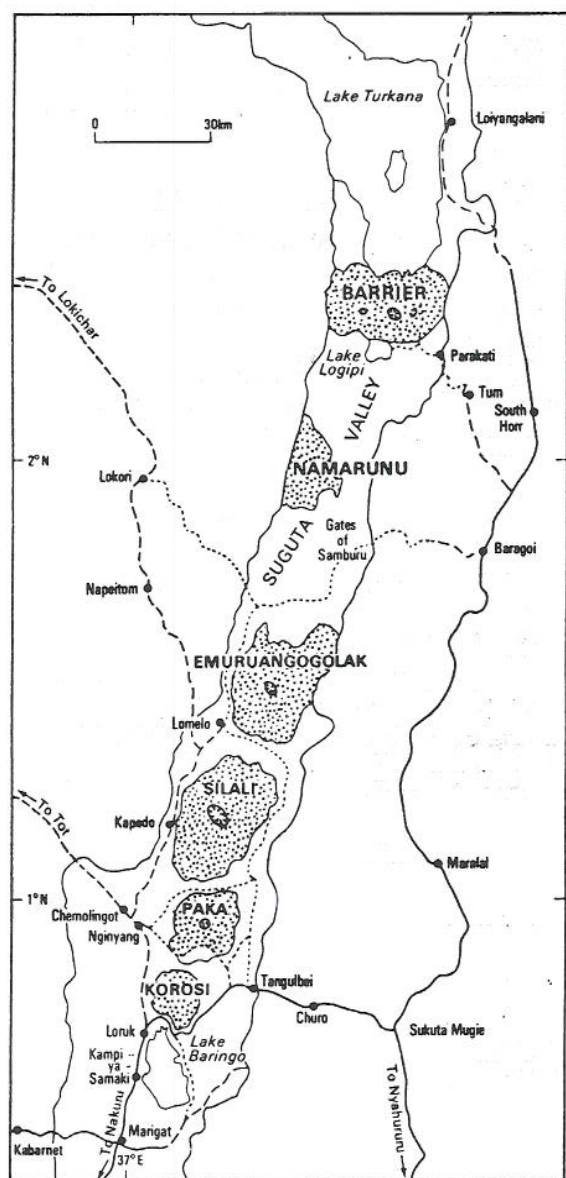 Lake Turkana
Loiyangalani
0
30km
BARRIER
To Lokichar
Lake
Logipi
Parakati
VALLEY
Tum
South
Horr
2°N
NAMARUNU
Lokori
Gates
of
Samburu
SUGUTA
Baragoi
Napeitom
EMURUANGOGOLAK
Lomelo
SILALI
To Tot
Kapedo
Maralal
1°N
PAKA
Chemolingot
Nginyang
KOROSI
Tangulbei
Churo
Sukuta Mugie
Loruk
Lake
Baringo
Kampi
ya
Samaki
To Nakuru
To Nyahururu
Marigat
Kabarnet
37°E